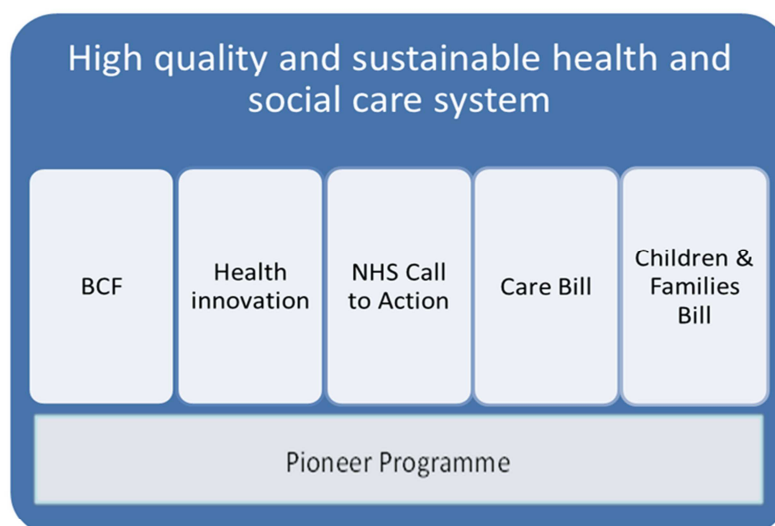 High quality and sustainable health and
social care system
BCF
Health
innovation
NHS Call
to Action
Care Bill
Children &
Families
Bill
Pioneer Programme